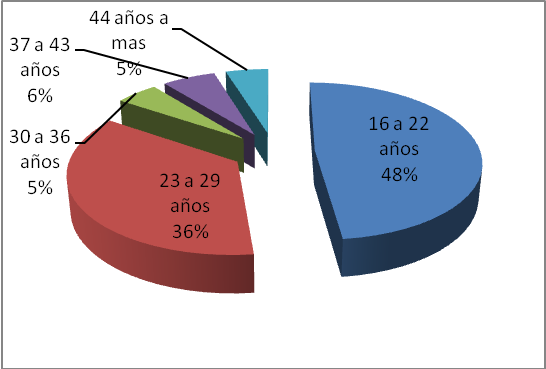 44 años a
mas
5%
37 a 43
años
6%
30 a 36
años
5%
16 a 22
años
48%
23 a 29
años
36%